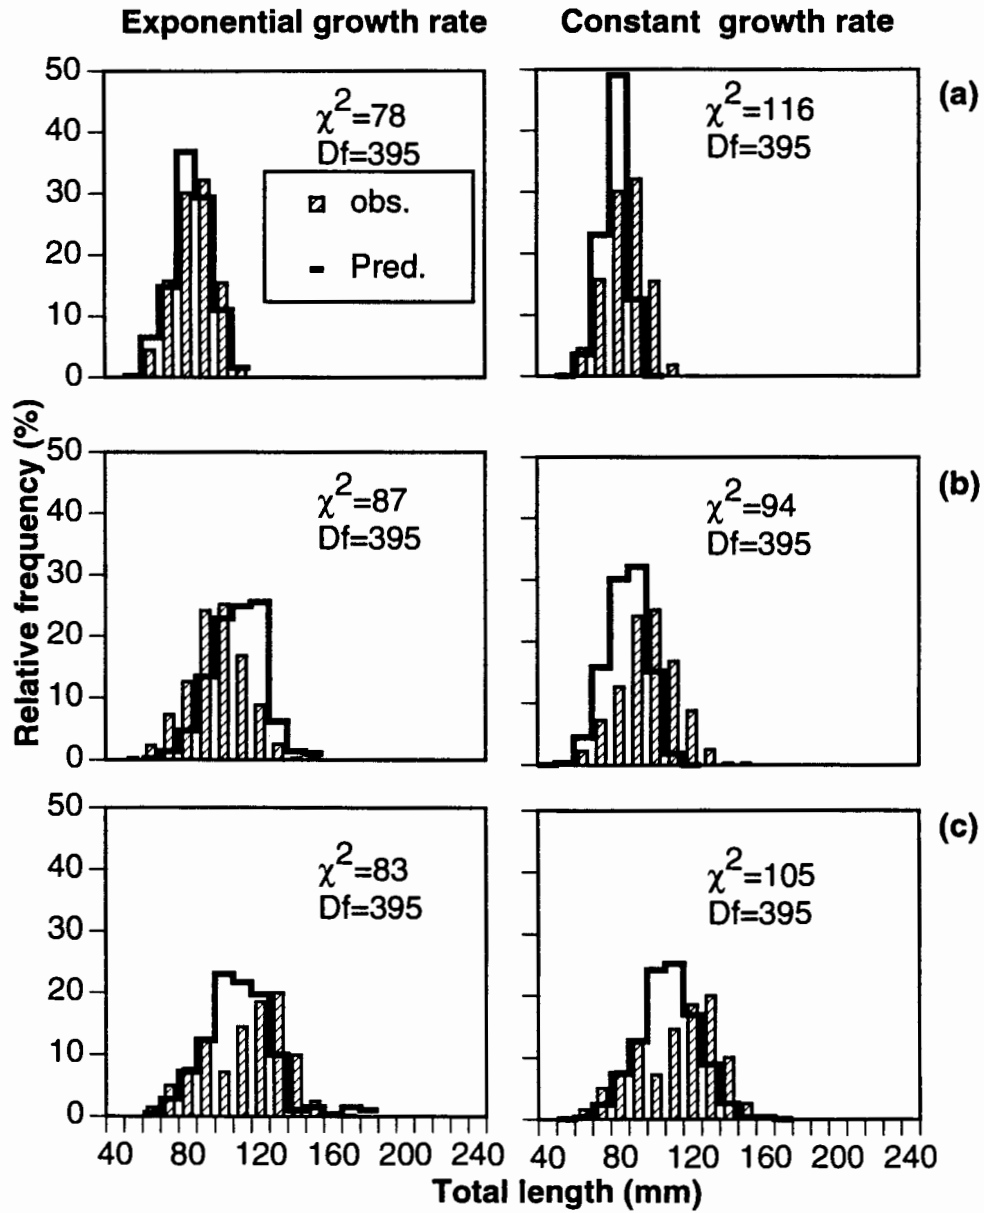 Exponential growth rate
Constant growth rate
(a)
50
40
30
20
10
0
χ2=78
Df=395
obs.
Pred.
χ2=116
Df=395
(b)
50
40
30
20
10
0
χ2=87
Df=395
χ2=94
Df=395
Relative frequency (%)
(c)
50
40
30
20
10
0
χ2=83
Df=395
χ2=105
Df=395
40 80 120 160 200 240
40 80 120 160 200 240
Total length (mm)